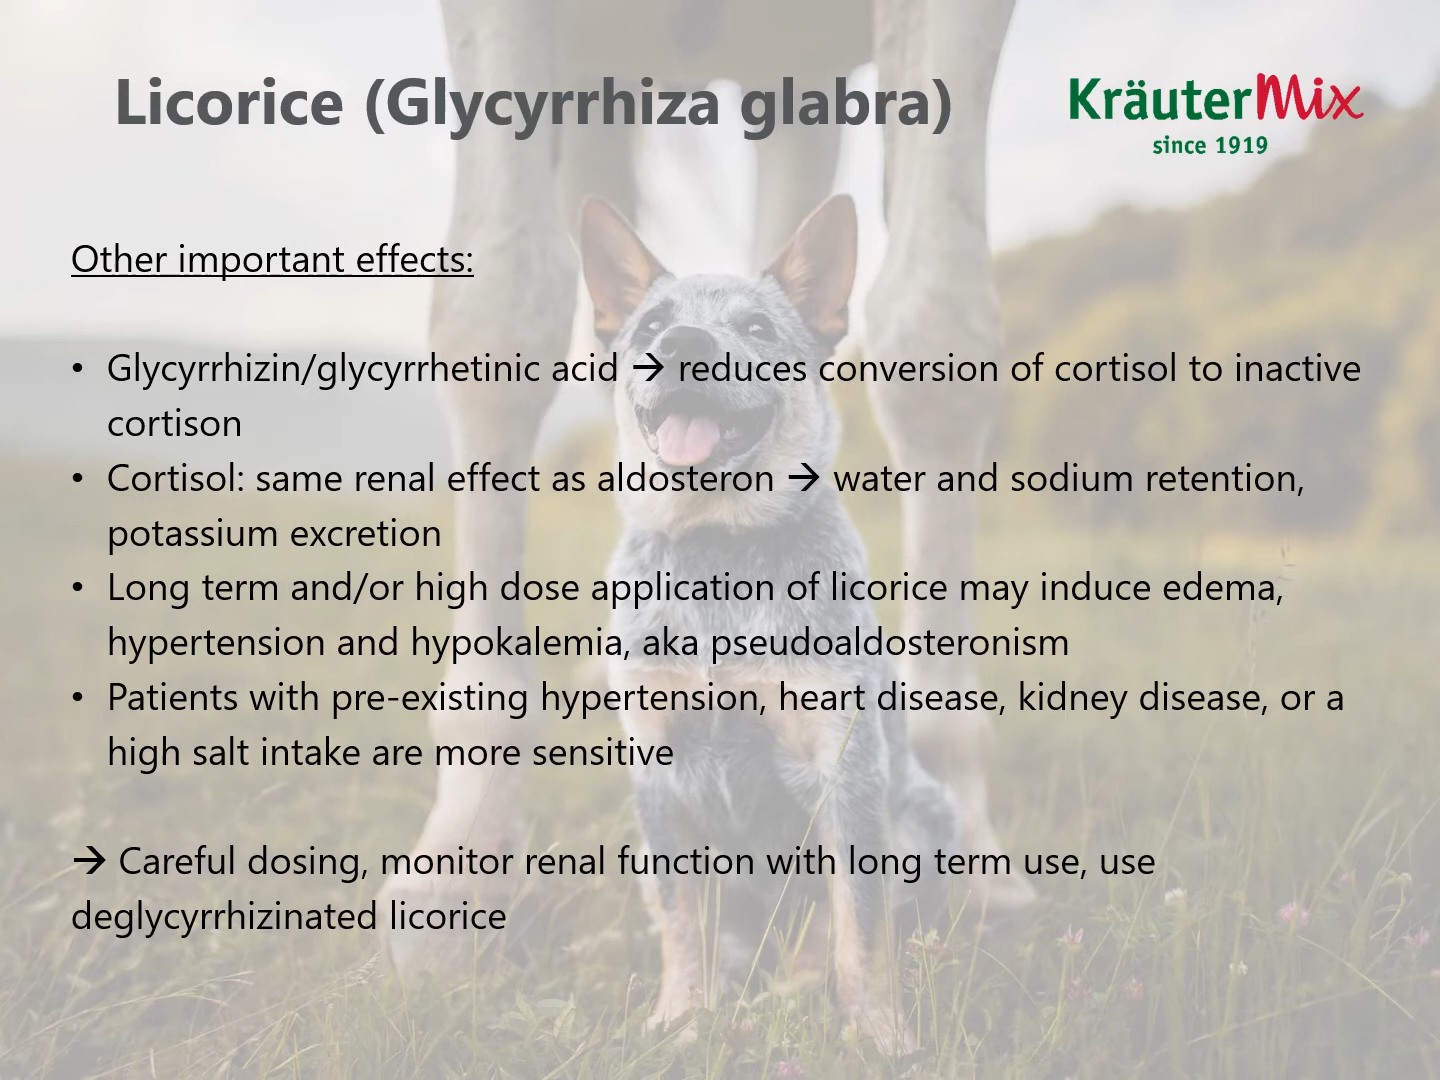 Licorice (Glycyrrhiza glabra)
KräuterMix
since 1919
Other important effects:
• Glycyrrhizin/glycyrrhetinic acid → reduces conversion of cortisol to inactive
cortison
• Cortisol: same renal effect as aldosteron → water and sodium retention,
potassium excretion
• Long term and/or high dose application of licorice may induce edema,
hypertension and hypokalemia, aka pseudoaldosteronism
• Patients with pre-existing hypertension, heart disease, kidney disease, or a
high salt intake are more sensitive
→ Careful dosing, monitor renal function with long term use, use
deglycyrrhizinated licorice